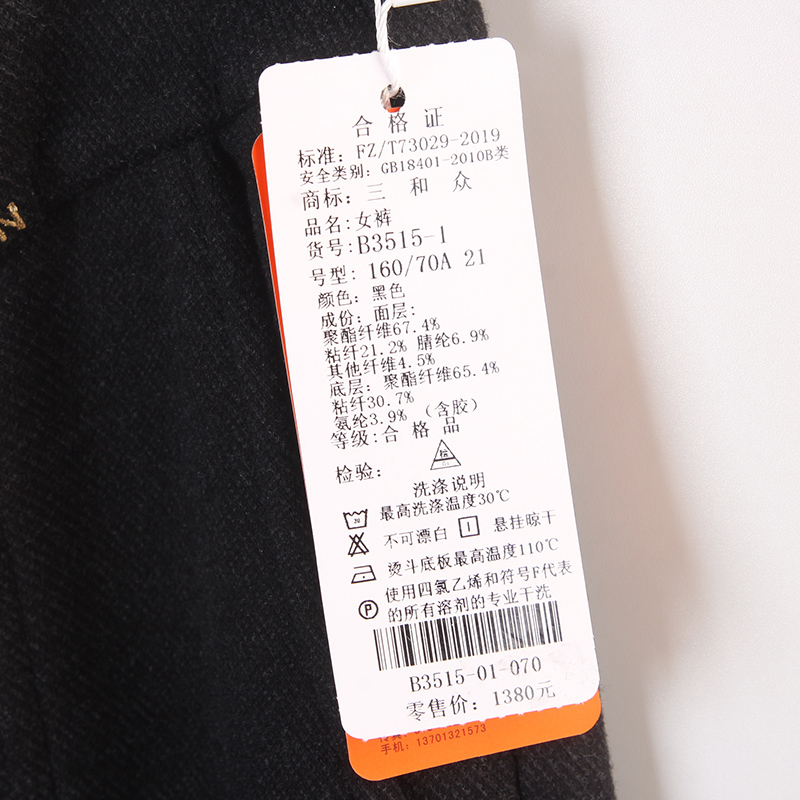 合格证
标准: FZ/T73029-2019
安全类别: GB18401-2010B类
商标: 三和众
品名: 女裤
货号: B3515-1
号型: 160/70A 21
颜色: 黑色
成份: 面层:
聚酯纤维67.4%
粘纤21.2% 腈纶6.9%
其他纤维4.5%
底层: 聚酯纤维65.4%
粘纤30.7%
氨纶3.9% (含胶)
等级: 合格品
检验: 检 01
洗涤说明
30 最高洗涤温度30℃
不可漂白 悬挂晾干
熨斗底板最高温度110℃
P 使用四氯乙烯和符号F代表
的所有溶剂的专业干洗
B3515-01-070
零售价: 1380元
手机: 13701321573